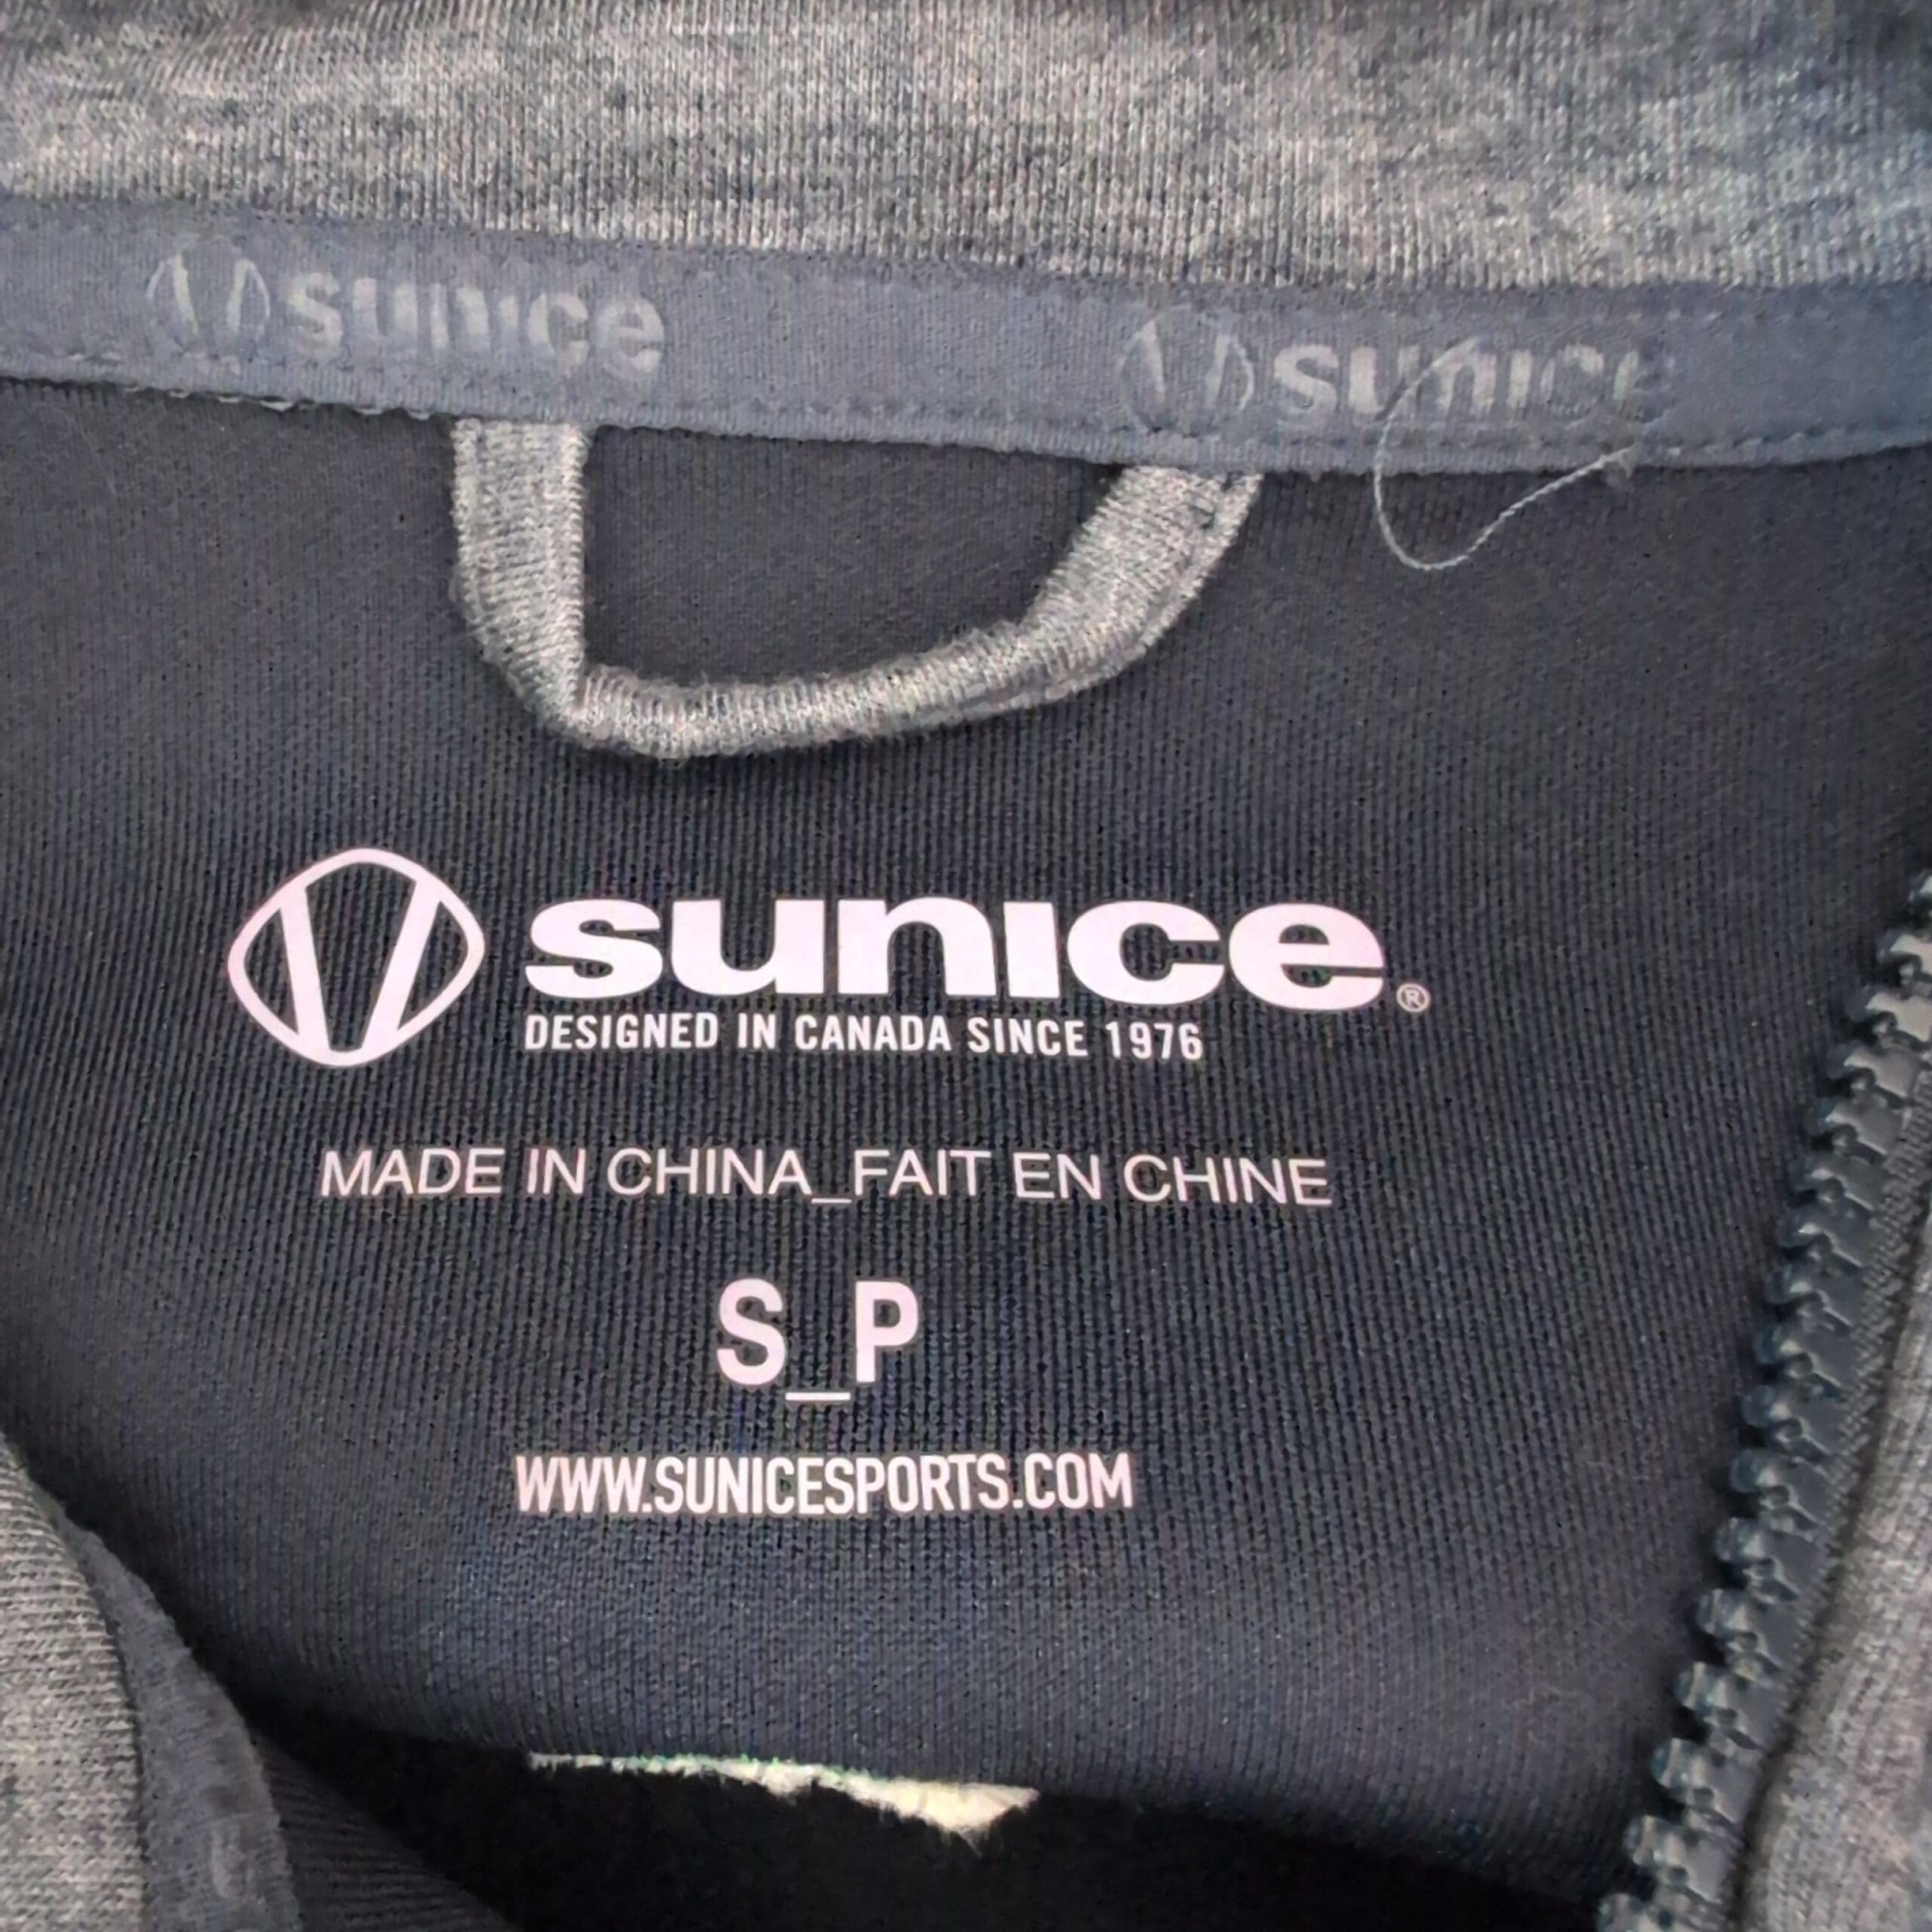 sunice sunice
sunice®
DESIGNED IN CANADA SINCE 1976
MADE IN CHINA_FAIT EN CHINE
S_P
WWW.SUNICESPORTS.COM